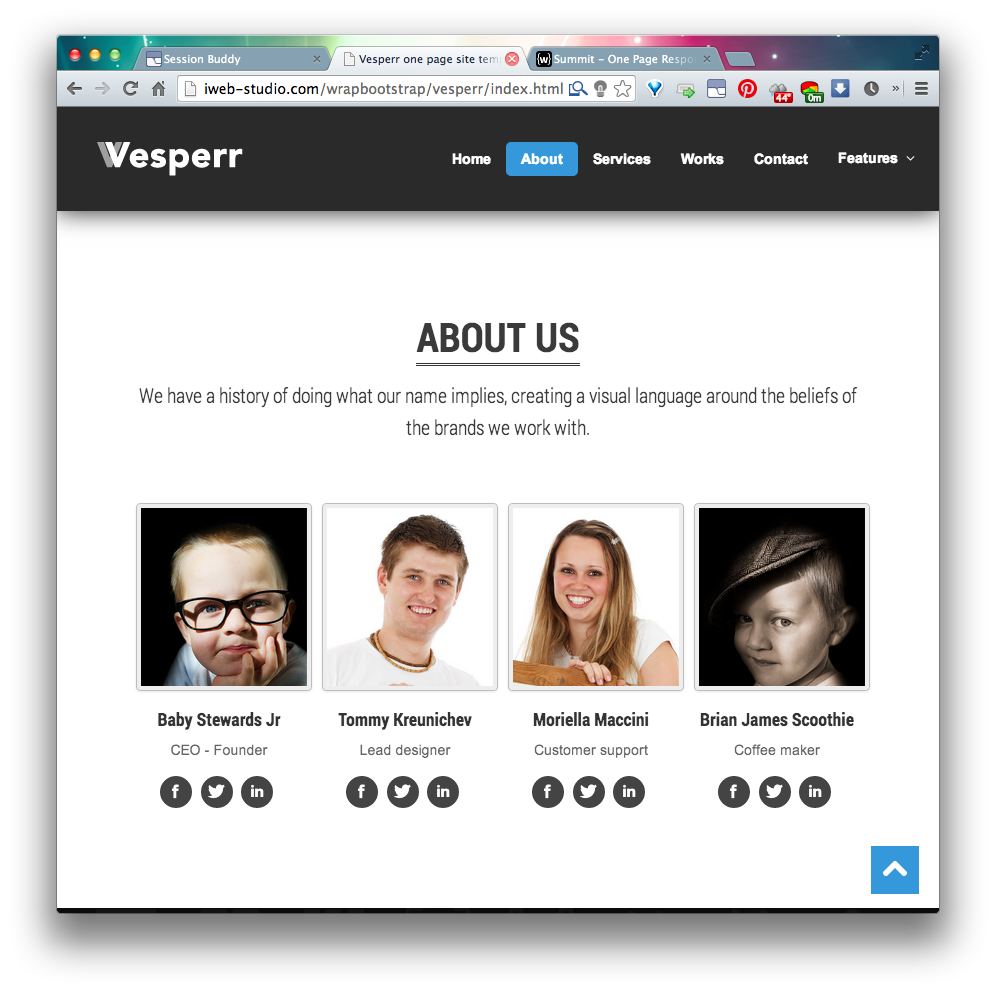 Session Buddy
Vesperr one page site tem
Summit – One Page Respo
iweb-studio.com/wrapbootstrap/vesperr/index.html
44°
0m
Vesperr
Home
About
Services
Works
Contact
Features
ABOUT US
We have a history of doing what our name implies, creating a visual language around the beliefs of
the brands we work with.
Baby Stewards Jr
Tommy Kreunichev
Moriella Maccini
Brian James Scoothie
CEO - Founder
Lead designer
Customer support
Coffee maker